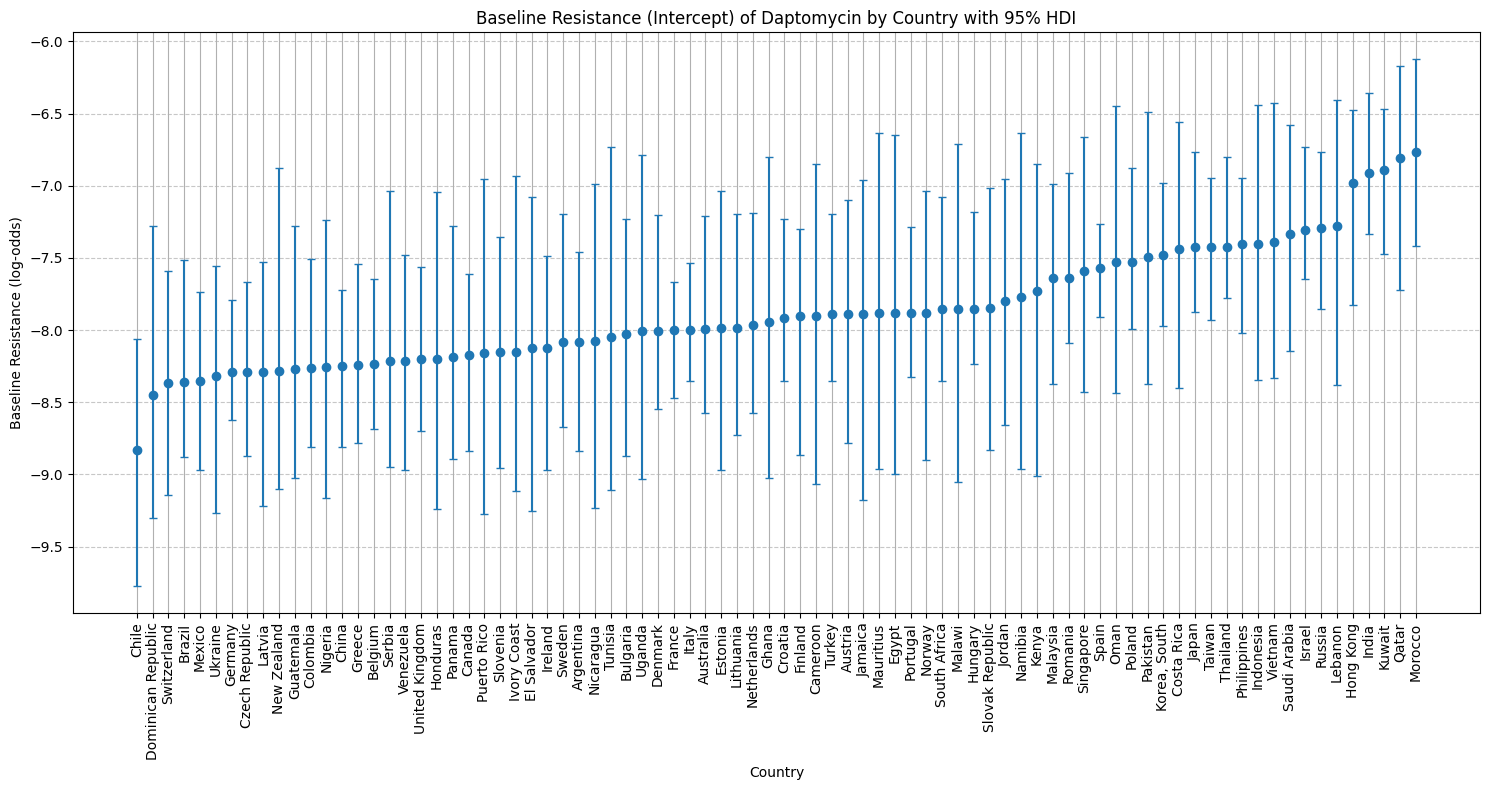 Baseline Resistance (Intercept) of Daptomycin by Country with 95% HDI
Baseline Resistance (log-odds)
−6.0
−6.5
−7.0
−7.5
−8.0
−8.5
−9.0
−9.5
Chile
Dominican Republic
Switzerland
Brazil
Mexico
Ukraine
Germany
Czech Republic
Latvia
New Zealand
Guatemala
Colombia
Nigeria
China
Greece
Belgium
Serbia
Venezuela
United Kingdom
Honduras
Panama
Canada
Puerto Rico
Slovenia
Ivory Coast
El Salvador
Ireland
Sweden
Argentina
Nicaragua
Tunisia
Bulgaria
Uganda
Denmark
France
Italy
Australia
Estonia
Lithuania
Netherlands
Ghana
Croatia
Finland
Cameroon
Turkey
Austria
Jamaica
Mauritius
Egypt
Portugal
Norway
South Africa
Malawi
Hungary
Slovak Republic
Jordan
Namibia
Kenya
Malaysia
Romania
Singapore
Spain
Oman
Poland
Pakistan
Korea, South
Costa Rica
Japan
Taiwan
Thailand
Philippines
Indonesia
Vietnam
Saudi Arabia
Israel
Russia
Lebanon
Hong Kong
India
Kuwait
Qatar
Morocco
Country